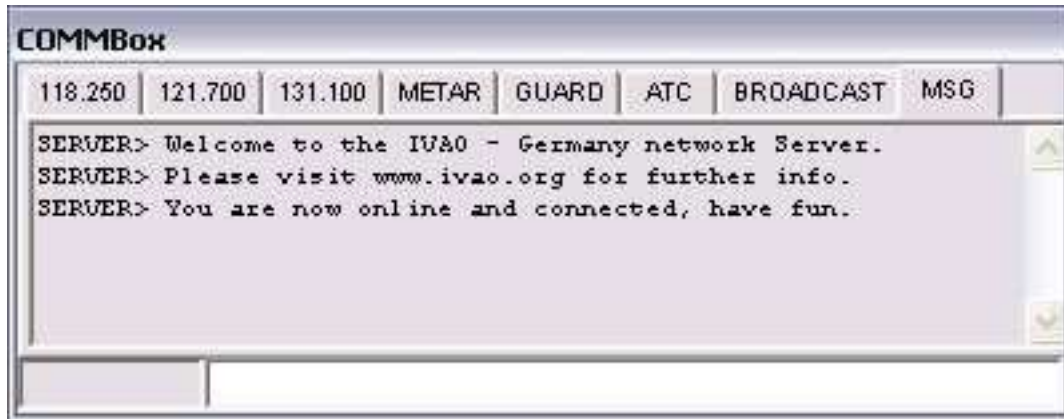 COMMBox
118.250 121.700 131.100 METAR GUARD ATC BROADCAST MSG
SERVER> Welcome to the IVAO - Germany network Server.
SERVER> Please visit www.ivao.org for further info.
SERVER> You are now online and connected, have fun.